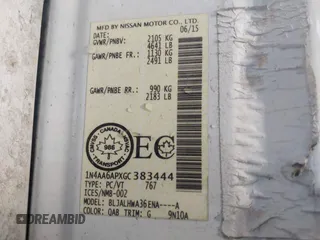 MFD BY NISSAN MOTOR CO., LTD.
06/15
GVWR/PNBV: 2105 KG
4641 LB
GAWR/PNBE FR: 1130 KG
2491 LB
GAWR/PNBE RR: 990 KG
2183 LB
CANADA
EC
1N4AA6APXGC383444
TYPE: PC/VT 767
ICES/NMB-002
MODEL: 8LJALHWA36ENA----A
COLOR: QAB TRIM: G 9N10A